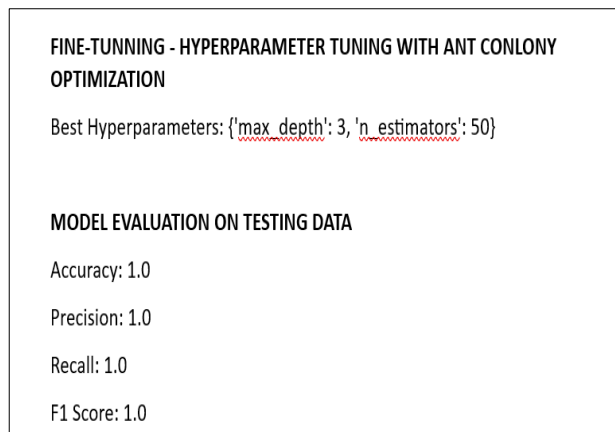 FINE-TUNNING - HYPERPARAMETER TUNING WITH ANT CONLONY
OPTIMIZATION
Best Hyperparameters: {'max_depth': 3, 'n_estimators': 50}
MODEL EVALUATION ON TESTING DATA
Accuracy: 1.0
Precision: 1.0
Recall: 1.0
F1 Score: 1.0